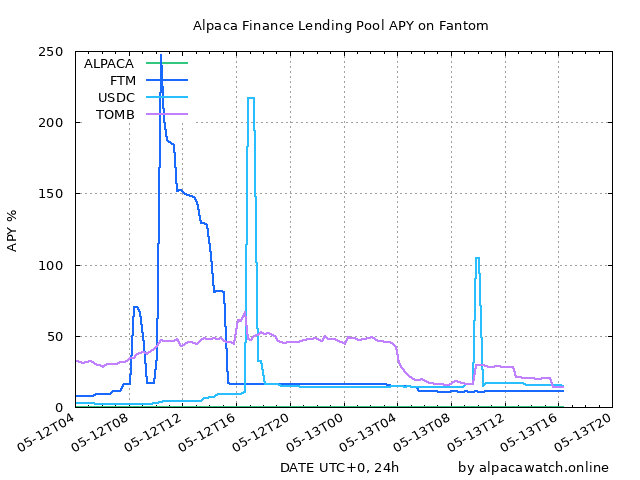 Alpaca Finance Lending Pool APY on Fantom
250
200
150
100
50
0
APY %
ALPACA
FTM
USDC
TOMB
05-12T04
05-12T08
05-12T12
05-12T16
05-12T20
05-13T00
05-13T04
05-13T08
05-13T12
05-13T16
05-13T20
DATE UTC+0, 24h
by alpacawatch.online